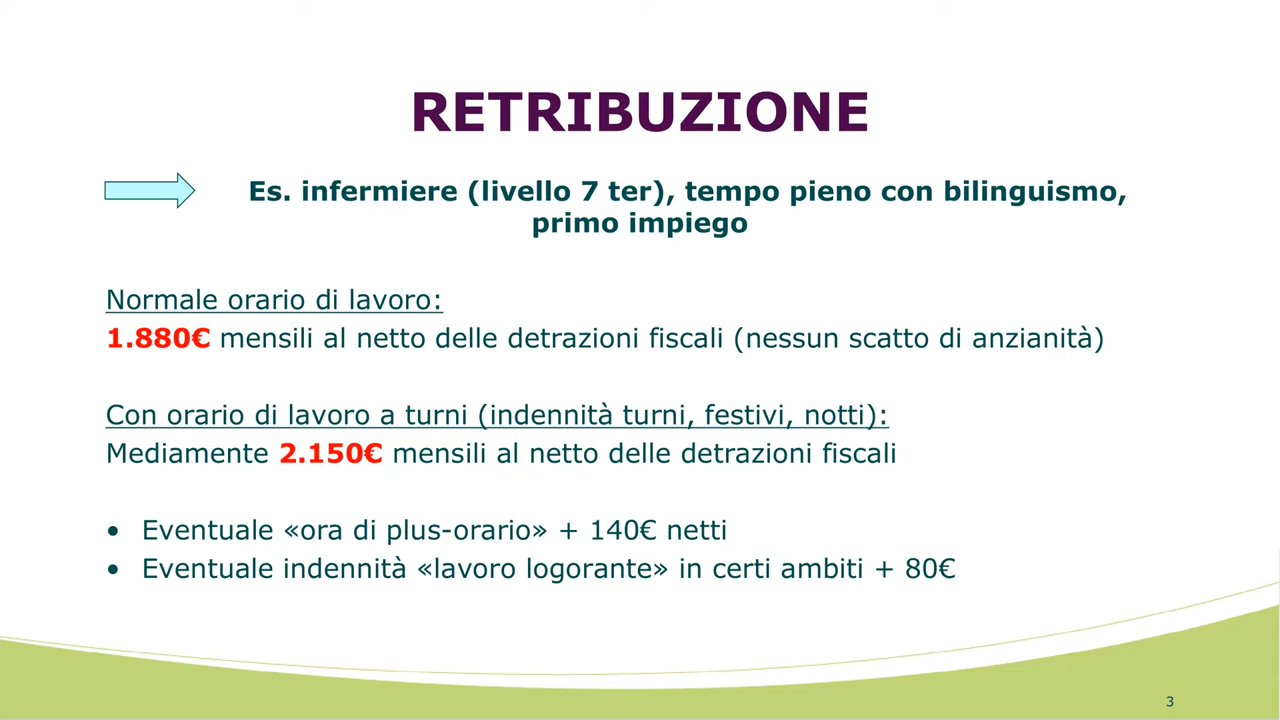 RETRIBUZIONE
Es. infermiere (livello 7 ter), tempo pieno con bilinguismo,
primo impiego
Normale orario di lavoro:
1.880€ mensili al netto delle detrazioni fiscali (nessun scatto di anzianità)
Con orario di lavoro a turni (indennità turni, festivi, notti):
Mediamente 2.150€ mensili al netto delle detrazioni fiscali
• Eventuale «ora di plus-orario» + 140€ netti
• Eventuale indennità «lavoro logorante» in certi ambiti + 80€
3